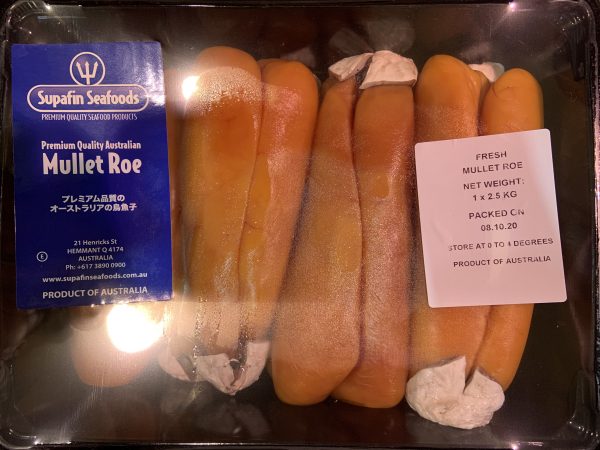 Supafin Seafoods
PREMIUM QUALITY SEAFOOD PRODUCTS
Premium Quality Australian
Mullet Roe
プレミアム品質の
オーストラリアの烏魚子
21 Henricks St
HEMMANT Q 4174
AUSTRALIA
Ph: +617 3890 0900
www.supafinseafoods.com.au
PRODUCT OF AUSTRALIA
FRESH
MULLET ROE
NET WEIGHT:
1 x 2.5 KG
PACKED ON
08.10.20
STORE AT 0 TO 4 DEGREES
PRODUCT OF AUSTRALIA